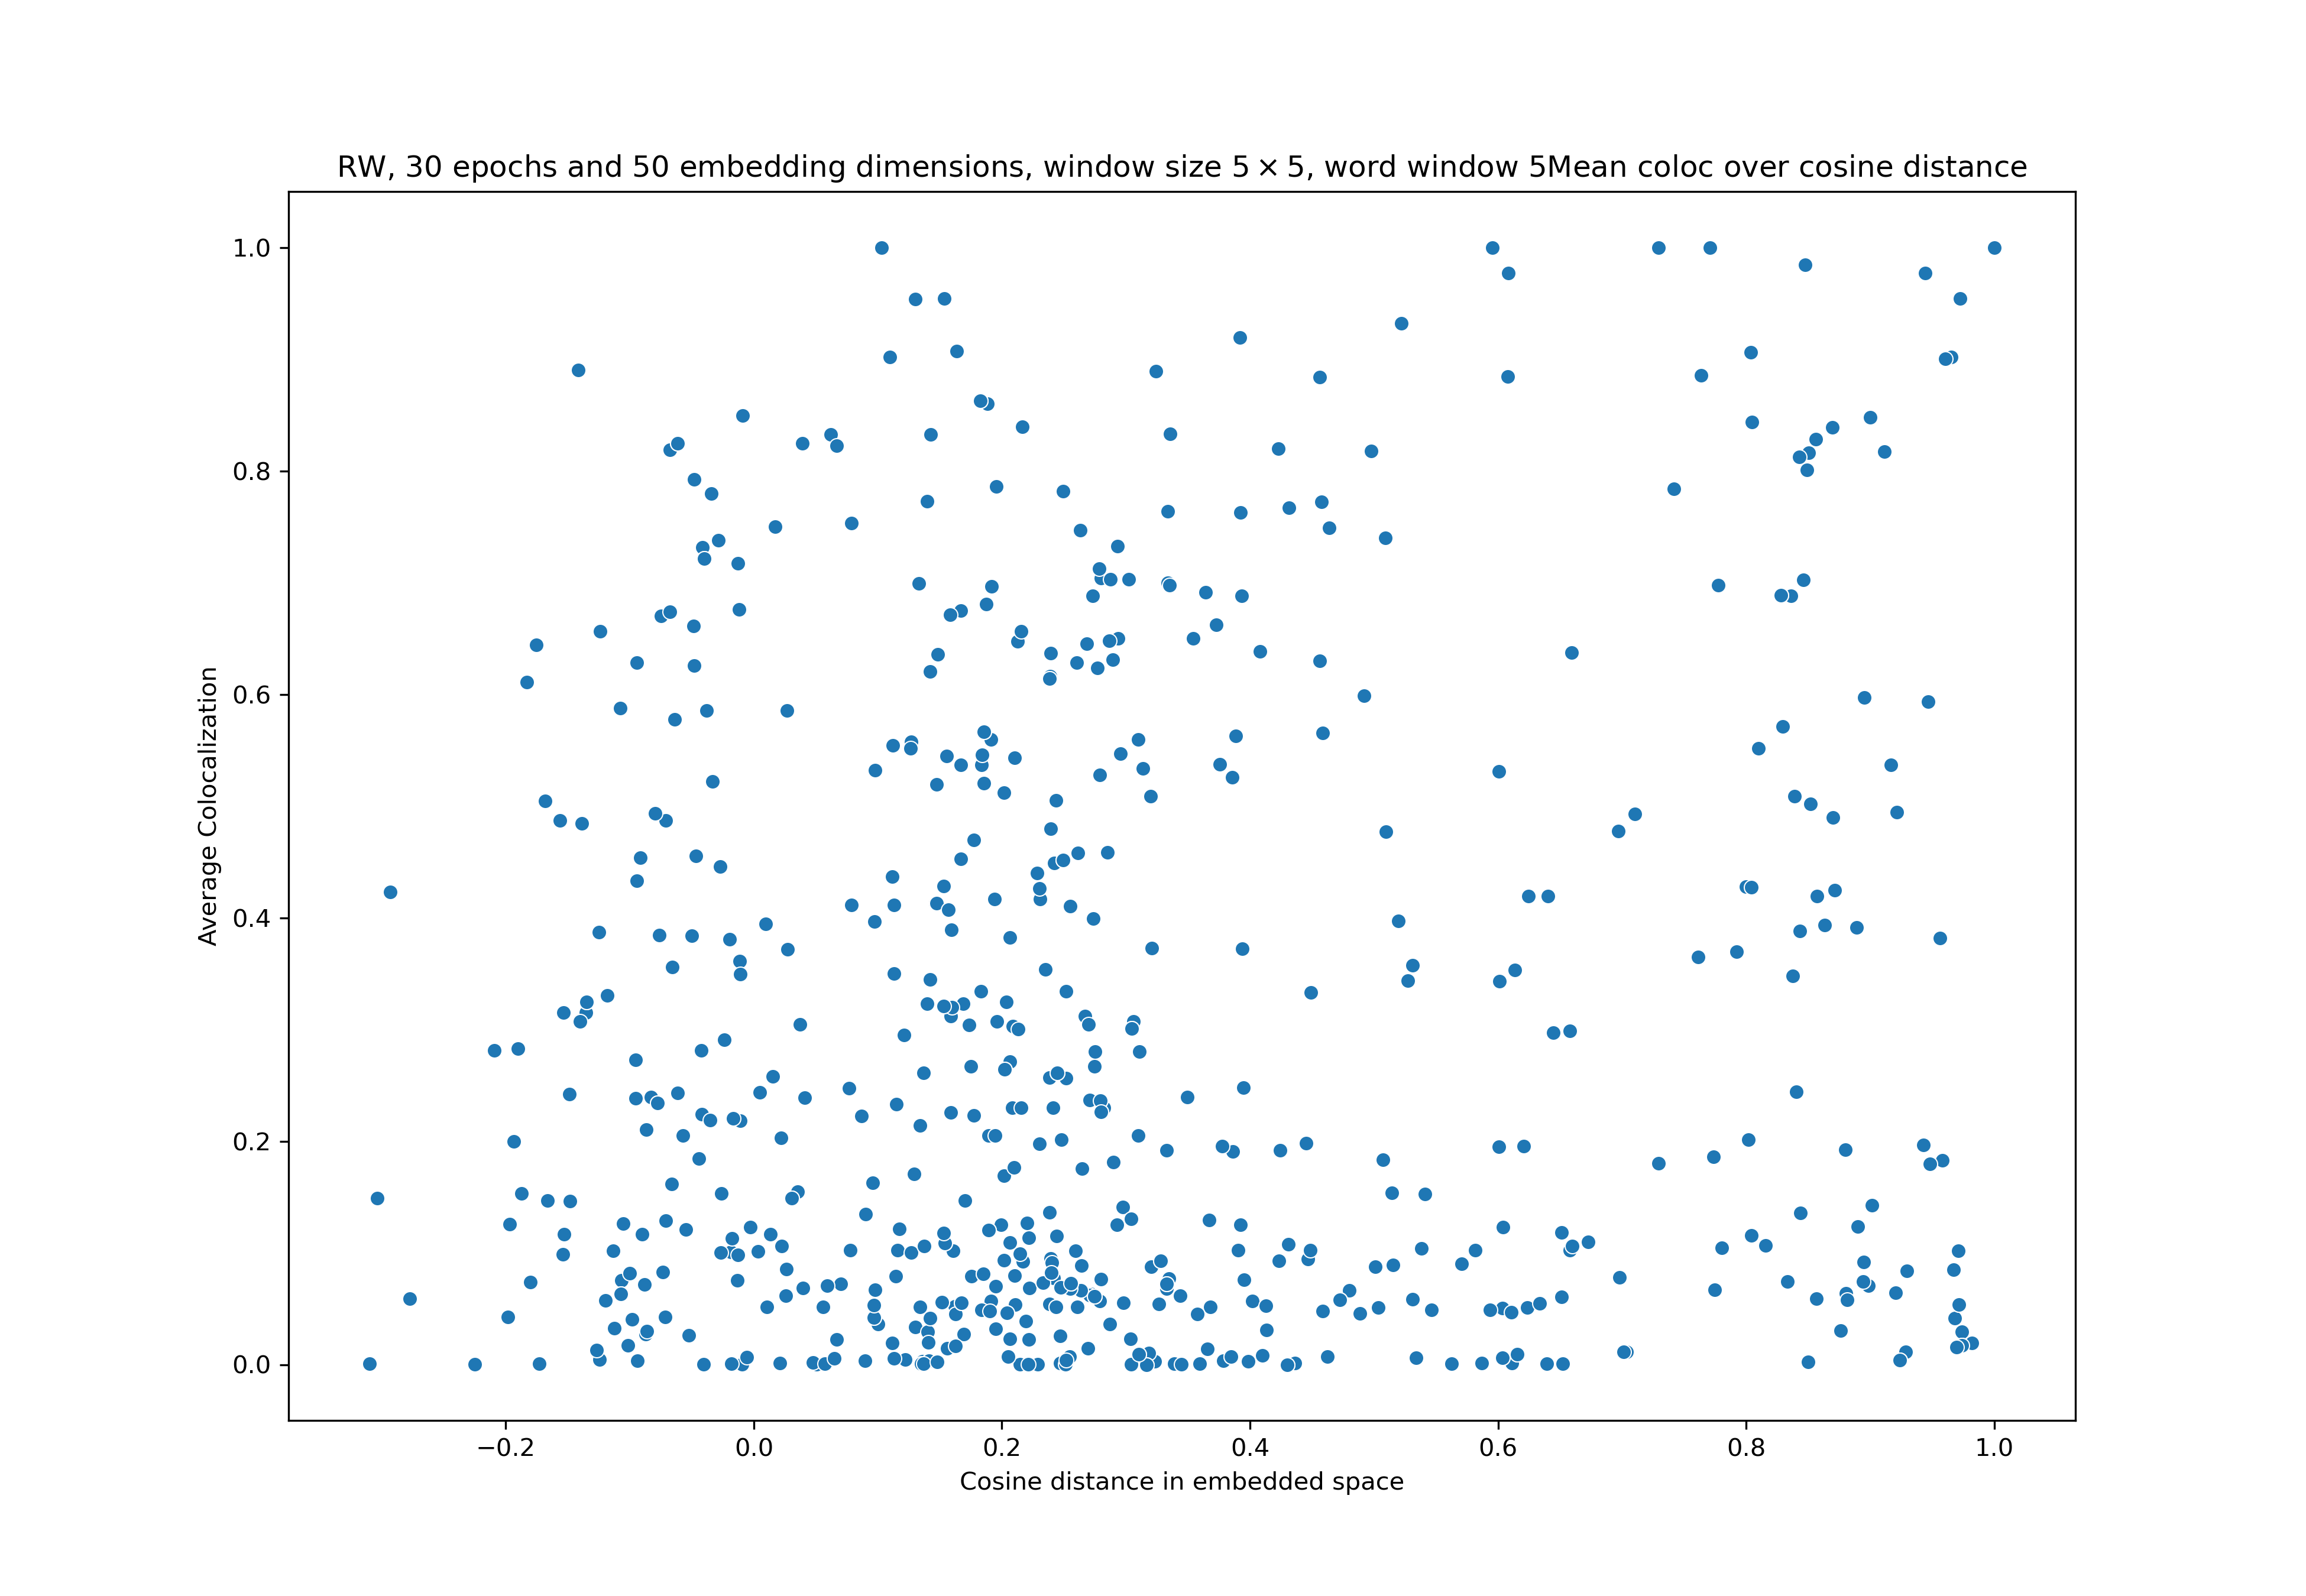 RW, 30 epochs and 50 embedding dimensions, window size 5 × 5, word window 5Mean coloc over cosine distance
1.0
0.8
0.6
0.4
0.2
0.0
Average Colocalization
−0.2 0.0 0.2 0.4 0.6 0.8 1.0
Cosine distance in embedded space